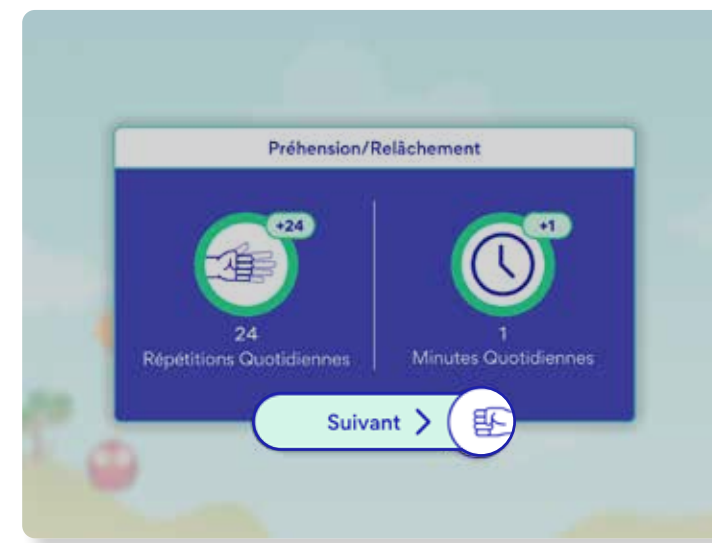 Préhension/Relâchement
+24
+1
24
1
Répétitions Quotidiennes
Minutes Quotidiennes
Suivant